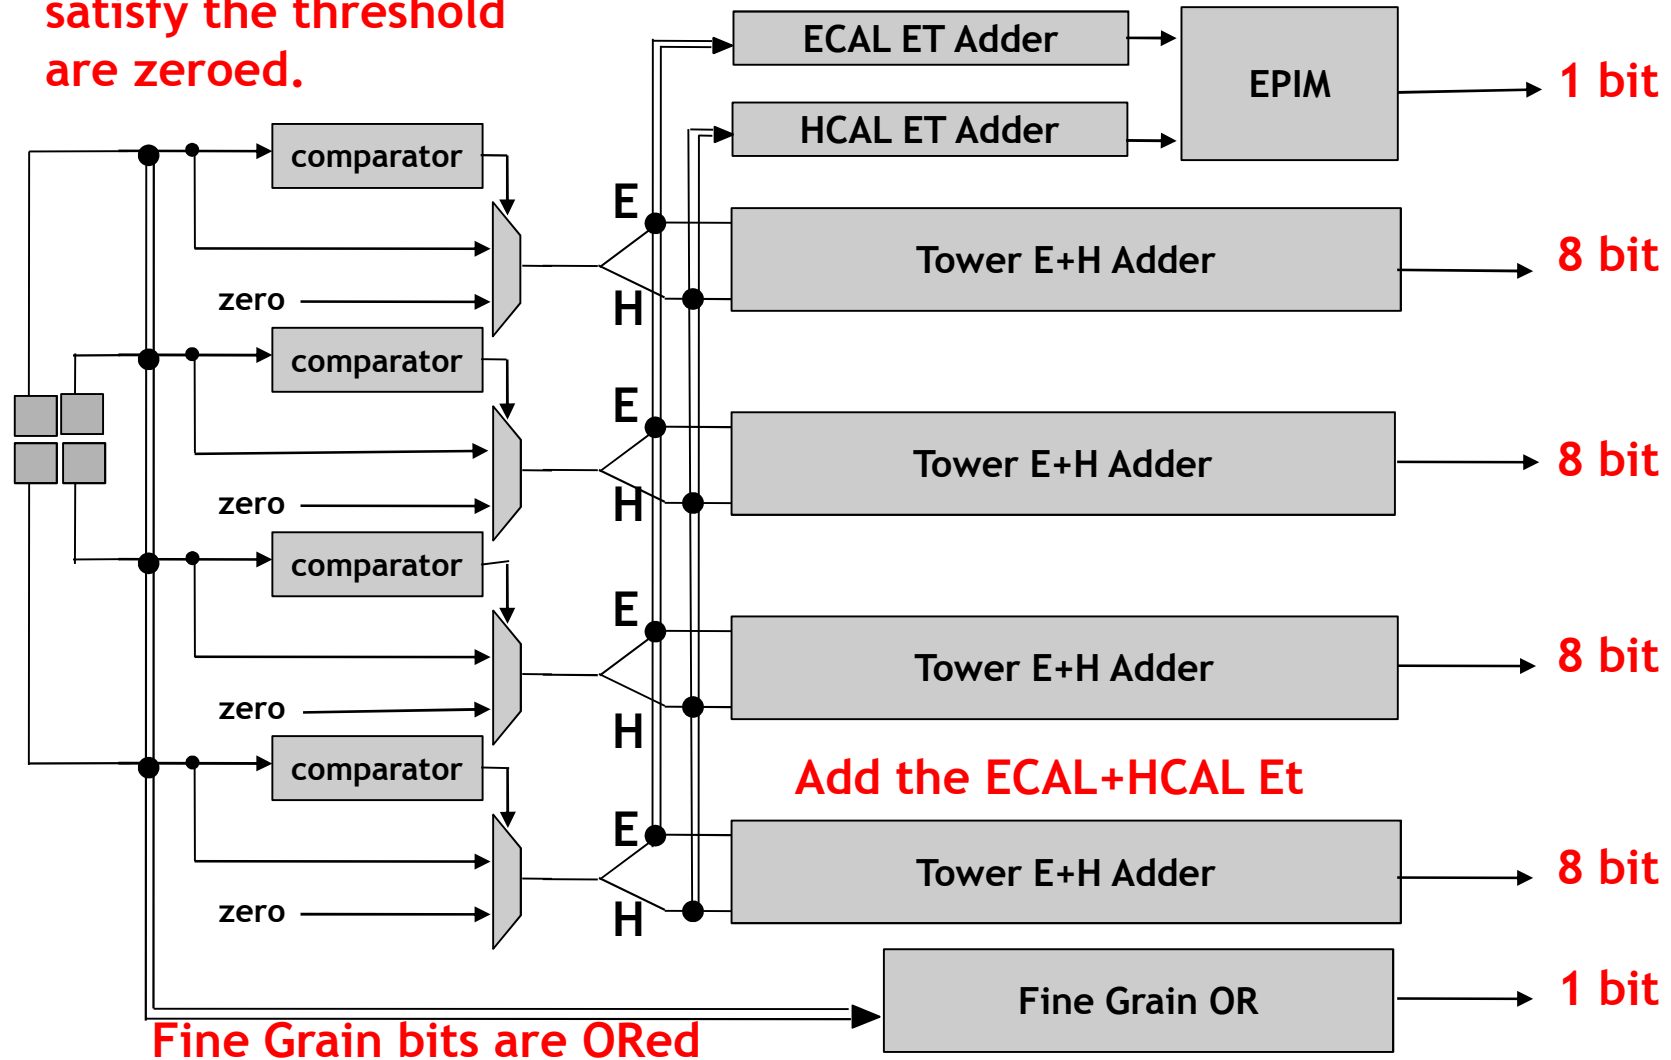 satisfy the threshold
are zeroed.
ECAL ET Adder
EPIM
1 bit
HCAL ET Adder
comparator
E
Tower E+H Adder
8 bit
zero
H
comparator
E
Tower E+H Adder
8 bit
zero
H
comparator
E
Tower E+H Adder
8 bit
zero
H
comparator
Add the ECAL+HCAL Et
E
Tower E+H Adder
8 bit
zero
H
Fine Grain OR
1 bit
Fine Grain bits are ORed